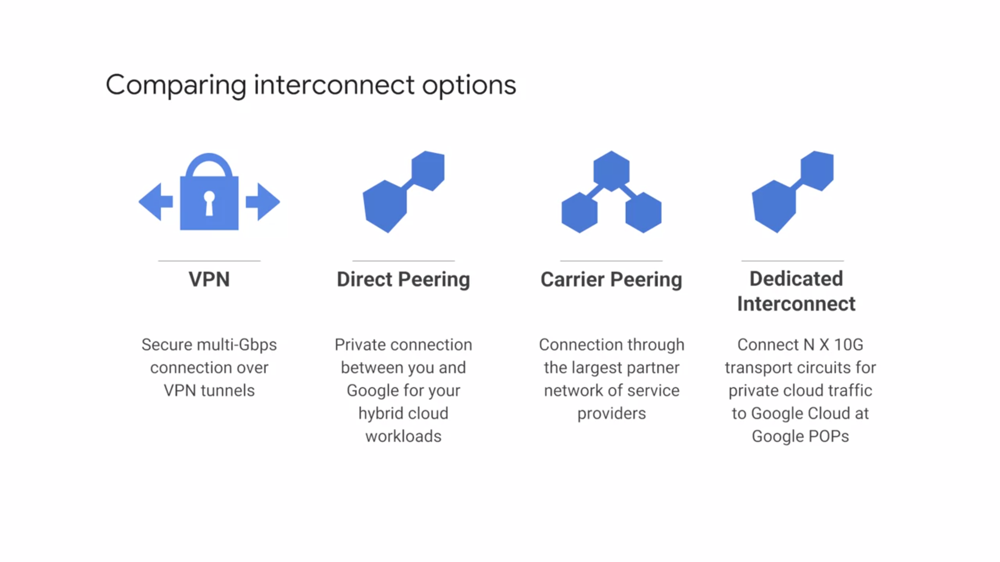 Comparing interconnect options
VPN
Secure multi-Gbps
connection over
VPN tunnels
Direct Peering
Private connection
between you and
Google for your
hybrid cloud
workloads
Carrier Peering
Connection through
the largest partner
network of service
providers
Dedicated
Interconnect
Connect N X 10G
transport circuits for
private cloud traffic
to Google Cloud at
Google POPs